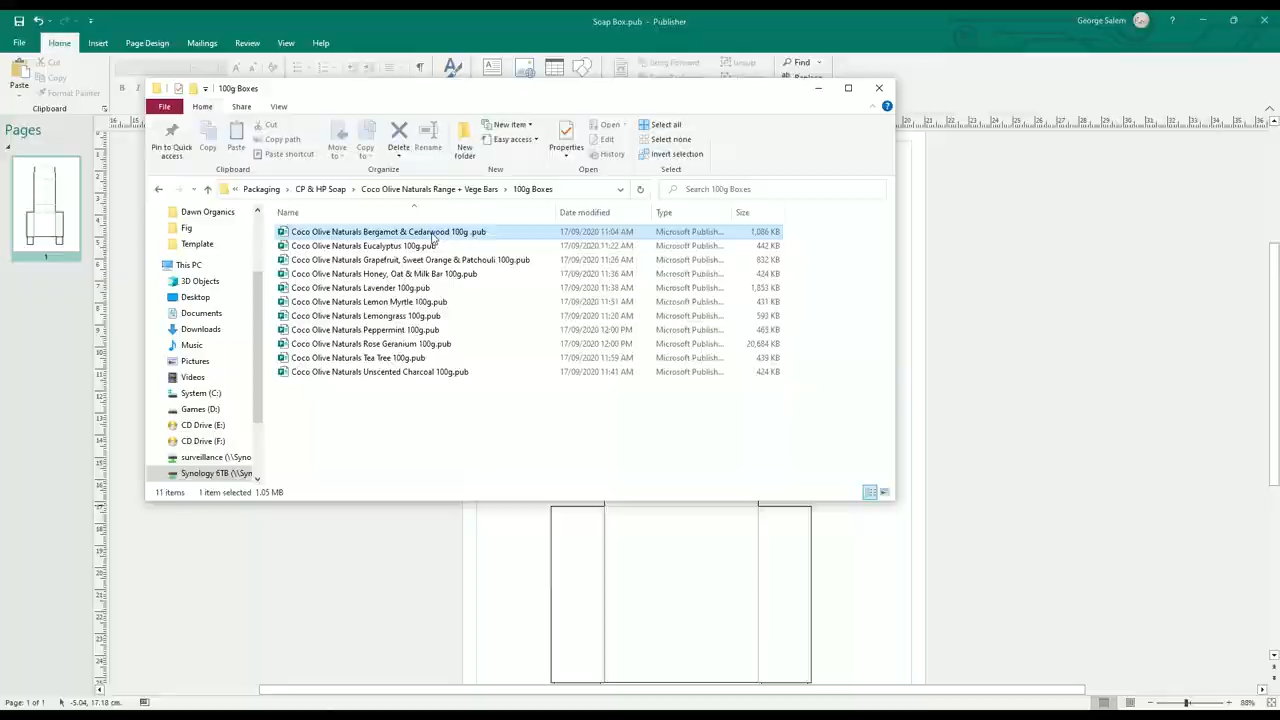 Soap Box.pub - Publisher
George Salem
?
File Home Insert Page Design Mailings Review View Help
Cut
Copy
Format Painter
Paste
Clipboard
Find
Pages
1
100g Boxes
File Home Share View
Pin to Quick access
Copy
Paste
Cut
Copy path
Paste shortcut
Clipboard
Move to
Copy to
Delete
Rename
Organize
New folder
New item
Easy access
New
Properties
Open
Edit
History
Open
Select all
Select none
Invert selection
Select
Packaging > CP & HP Soap > Coco Olive Naturals Range + Vege Bars > 100g Boxes
Search 100g Boxes
Name Date modified Type Size
Coco Olive Naturals Bergamot & Cedarwood 100g .pub 17/09/2020 11:04 AM Microsoft Publish... 1,086 KB
Coco Olive Naturals Eucalyptus 100g.pub 17/09/2020 11:22 AM Microsoft Publish... 442 KB
Coco Olive Naturals Grapefruit, Sweet Orange & Patchouli 100g.pub 17/09/2020 11:26 AM Microsoft Publish... 832 KB
Coco Olive Naturals Honey, Oat & Milk Bar 100g.pub 17/09/2020 11:36 AM Microsoft Publish... 424 KB
Coco Olive Naturals Lavender 100g.pub 17/09/2020 11:38 AM Microsoft Publish... 1,853 KB
Coco Olive Naturals Lemon Myrtle 100g.pub 17/09/2020 11:51 AM Microsoft Publish... 431 KB
Coco Olive Naturals Lemongrass 100g.pub 17/09/2020 11:20 AM Microsoft Publish... 593 KB
Coco Olive Naturals Peppermint 100g.pub 17/09/2020 12:00 PM Microsoft Publish... 465 KB
Coco Olive Naturals Rose Geranium 100g.pub 17/09/2020 12:00 PM Microsoft Publish... 20,684 KB
Coco Olive Naturals Tea Tree 100g.pub 17/09/2020 11:59 AM Microsoft Publish... 439 KB
Coco Olive Naturals Unscented Charcoal 100g.pub 17/09/2020 11:41 AM Microsoft Publish... 424 KB
Dawn Organics
Fig
Template
This PC
3D Objects
Desktop
Documents
Downloads
Music
Pictures
Videos
System (C:)
Games (D:)
CD Drive (E:)
CD Drive (F:)
surveillance (\\Syno
Synology 6TB (\\Syn
11 items 1 item selected 1.05 MB
Page: 1 of 1 -5.04, 17.18 cm. 88%